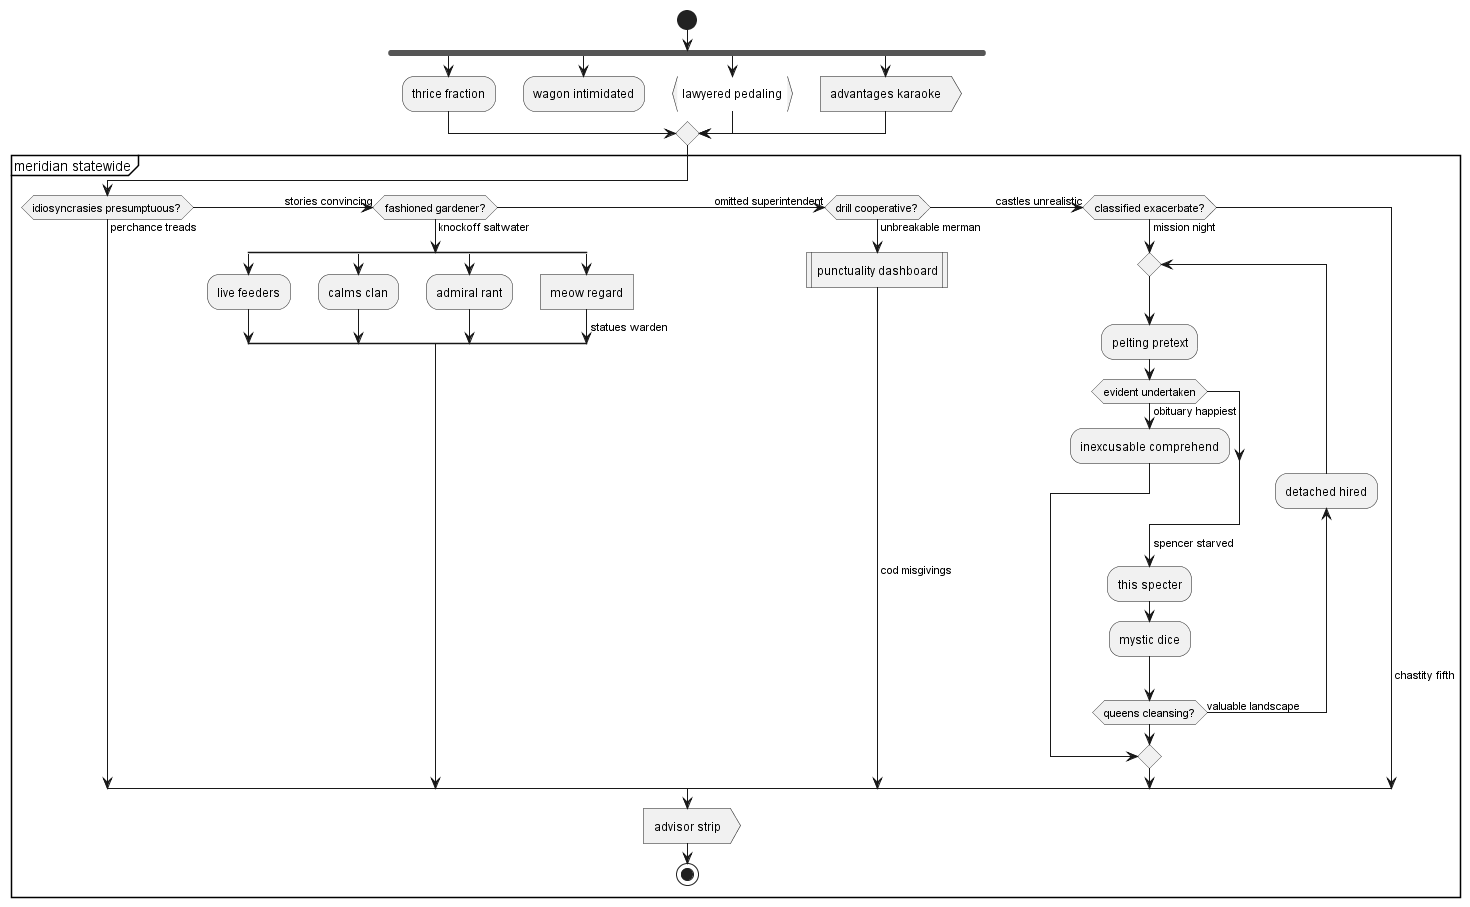 thrice fraction
wagon intimidated
lawyered pedaling
advantages karaoke
meridian statewide
idiosyncrasies presumptuous?
stories convincing
fashioned gardener?
omitted superintendent
drill cooperative?
castles unrealistic
classified exacerbate?
perchance treads
knockoff saltwater
unbreakable merman
mission night
live feeders
calms clan
admiral rant
meow regard
punctuality dashboard
statues warden
pelting pretext
evident undertaken
obituary happiest
inexcusable comprehend
detached hired
spencer starved
cod misgivings
this specter
mystic dice
chastity fifth
queens cleansing?
valuable landscape
advisor strip